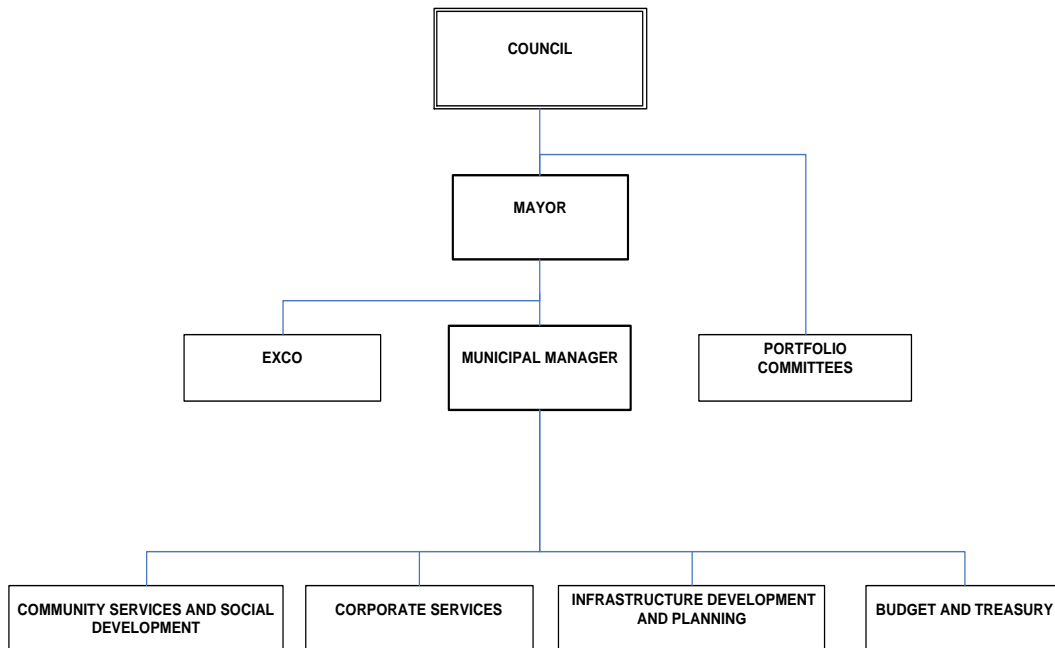 COUNCIL
MAYOR
EXCO
MUNICIPAL MANAGER
PORTFOLIO
COMMITTEES
COMMUNITY SERVICES AND SOCIAL
DEVELOPMENT
CORPORATE SERVICES
INFRASTRUCTURE DEVELOPMENT
AND PLANNING
BUDGET AND TREASURY